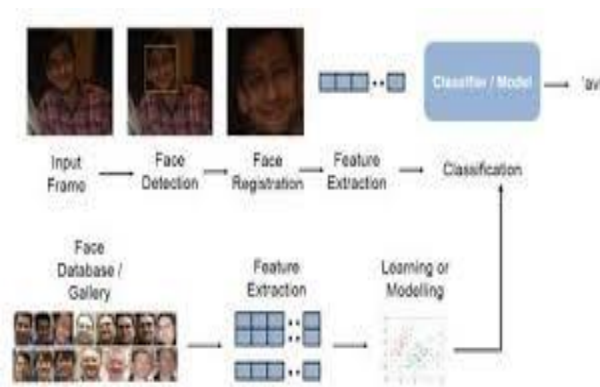 Classifier / Model
'avi
Input
Frame
Face
Detection
Face
Registration
Feature
Extraction
Classification
Face
Database /
Gallery
Feature
Extraction
Learning or
Modelling